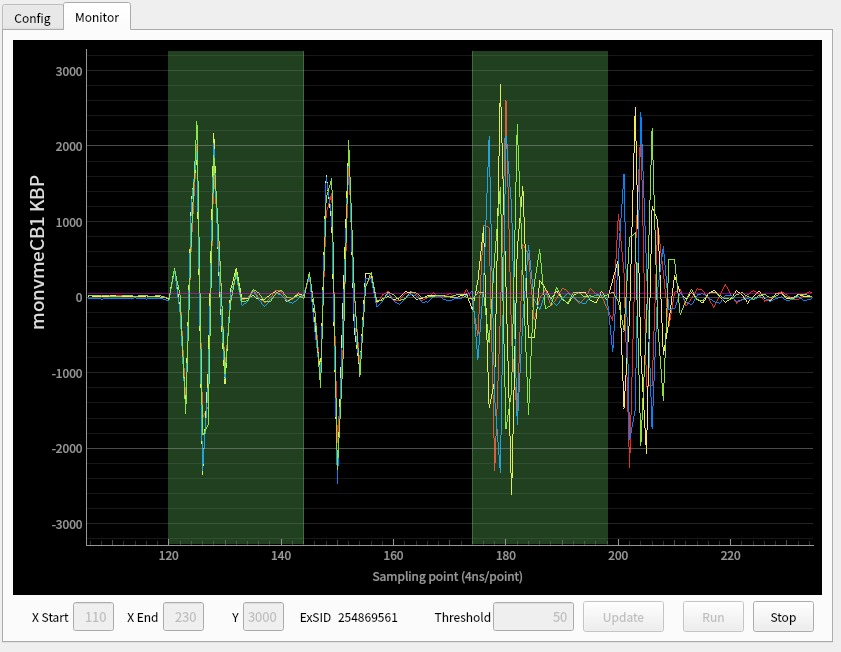 Config Monitor
3000
2000
1000
0
-1000
-2000
-3000
monvmeCB1 KBP
120 140 160 180 200 220
Sampling point (4ns/point)
X Start 110 X End 230 Y 3000 ExSID 254869561 Threshold 50 Update Run Stop